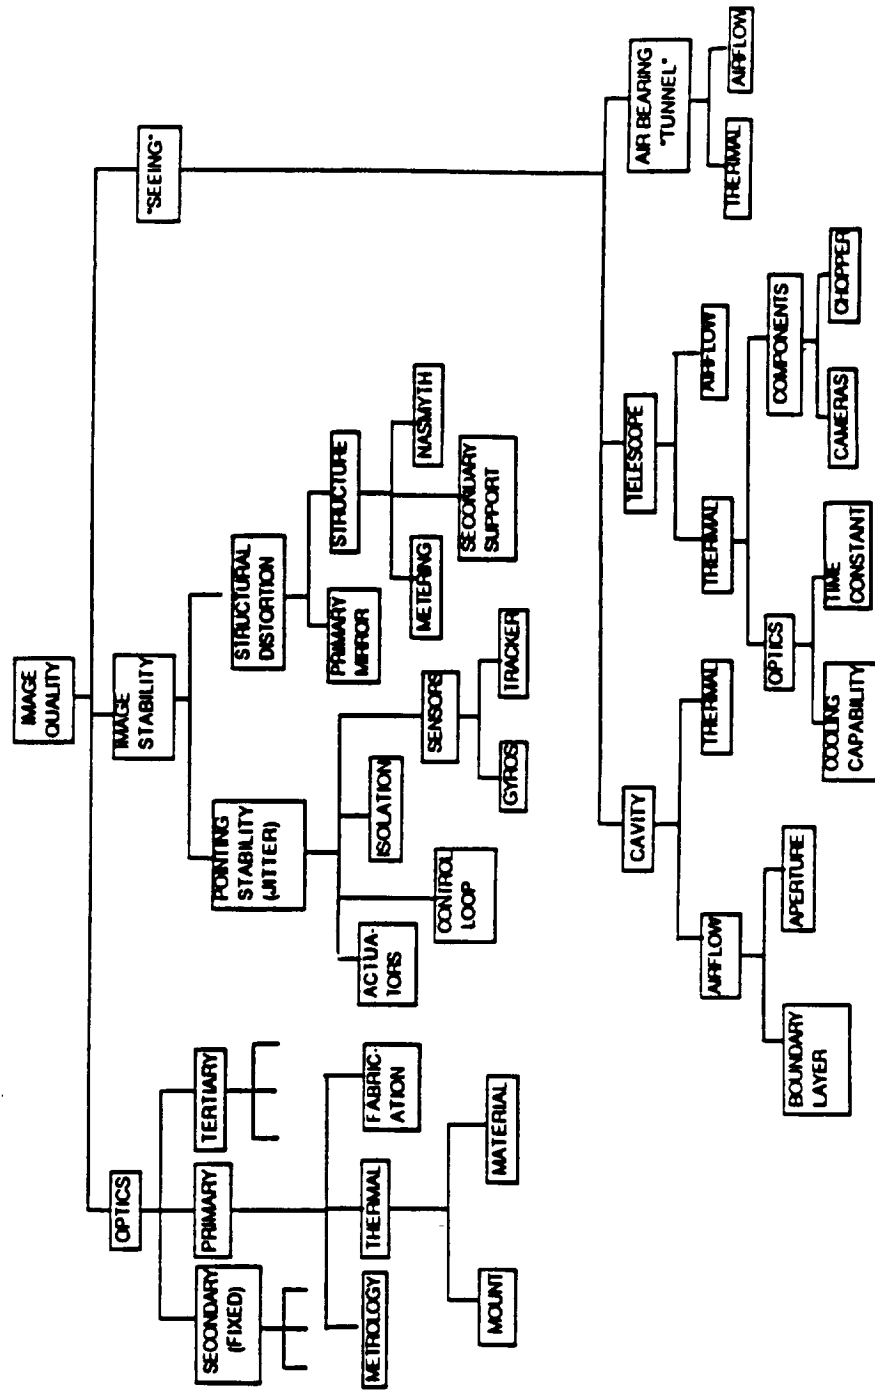 IMAGE
QUALITY
OPTICS
IMAGE
STABILITY
"SEEING"
SECONDARY
(FIXED)
PRIMARY
TERTIARY
POINTING
STABILITY
(JITTER)
STRUCTURAL
DISTORTION
METROLOGY
THERMAL
FABRIC-
ATION
ACTUA-
TORS
CONTROL
LOOP
ISOLATION
SENSORS
PRIMARY
MIRROR
STRUCTURE
MOUNT
MATERIAL
GYROS
TRACKER
METERING
SECONDARY
SUPPORT
NASMYTH
CAVITY
TELESCOPE
AIR BEARING
"TUNNEL"
AIRFLOW
THERMAL
THERMAL
AIRFLOW
THERMAL
AIRFLOW
BOUNDARY
LAYER
APERTURE
OPTICS
COMPONENTS
COOLING
CAPABILITY
TIME
CONSTANT
CAMERAS
CHOPPER